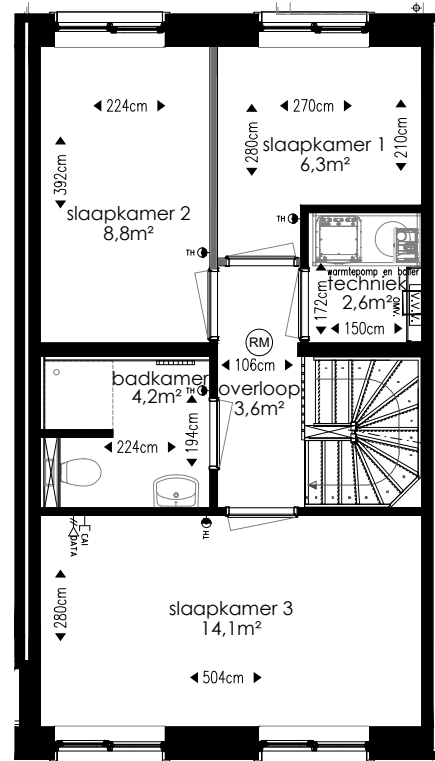 224cm
270cm
280cm
210cm
slaapkamer 1
6,3m²
392cm
slaapkamer 2
8,8m²
TH
TH
warmtepomp en boiler
techniek
2,6m²
172cm
150cm
OMV.
V.V.
RM
106cm
overloop
3,6m²
badkamer
4,2m²
TH
194cm
224cm
DATA
CAI
TH
280cm
slaapkamer 3
14,1m²
504cm